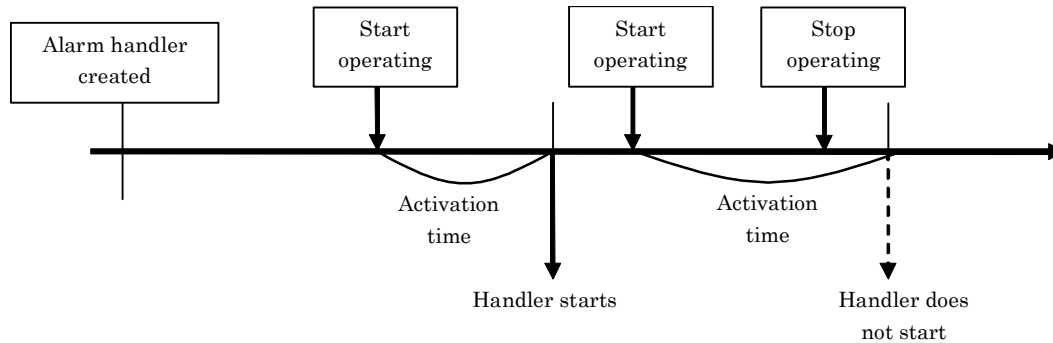 Alarm handler
created
Start
operating
Start
operating
Stop
operating
Activation
time
Activation
time
Handler starts
Handler does
not start